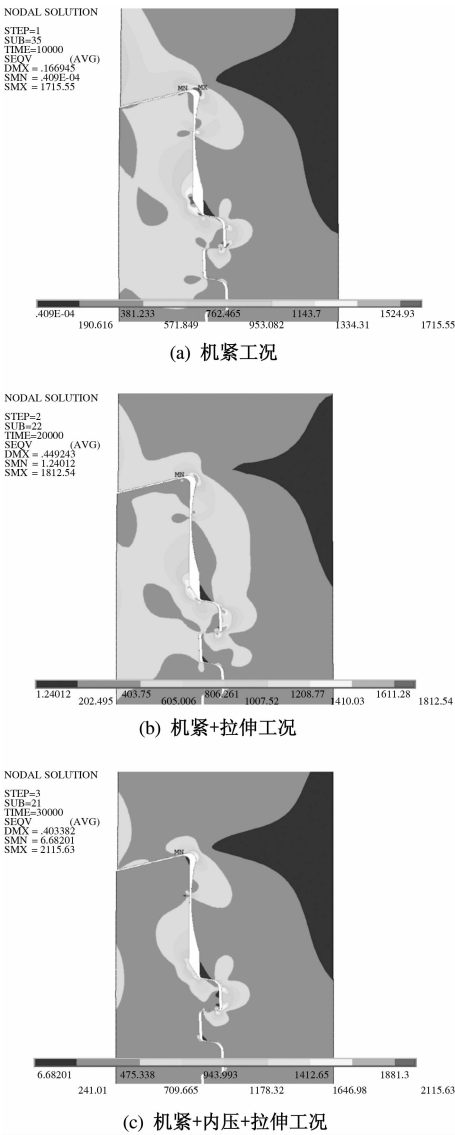 NODAL SOLUTION
STEP=1
SUB=35
TIME=10000
SEQV (AVG)
DMX = .166945
SMN = .409E-04
SMX = 1715.55
MN MX
.409E-04 381.233 762.465 1143.7 1524.93
190.616 571.849 953.082 1334.31 1715.55
(a) 机紧工况
NODAL SOLUTION
STEP=2
SUB=22
TIME=20000
SEQV (AVG)
DMX = .449243
SMN = 1.24012
SMX = 1812.54
MN
1.24012 403.75 806.261 1208.77 1611.28
202.495 605.006 1007.52 1410.03 1812.54
(b) 机紧+拉伸工况
NODAL SOLUTION
STEP=3
SUB=21
TIME=30000
SEQV (AVG)
DMX = .403382
SMN = 6.68201
SMX = 2115.63
MN
6.68201 475.338 943.993 1412.65 1881.3
241.01 709.665 1178.32 1646.98 2115.63
(c) 机紧+内压+拉伸工况